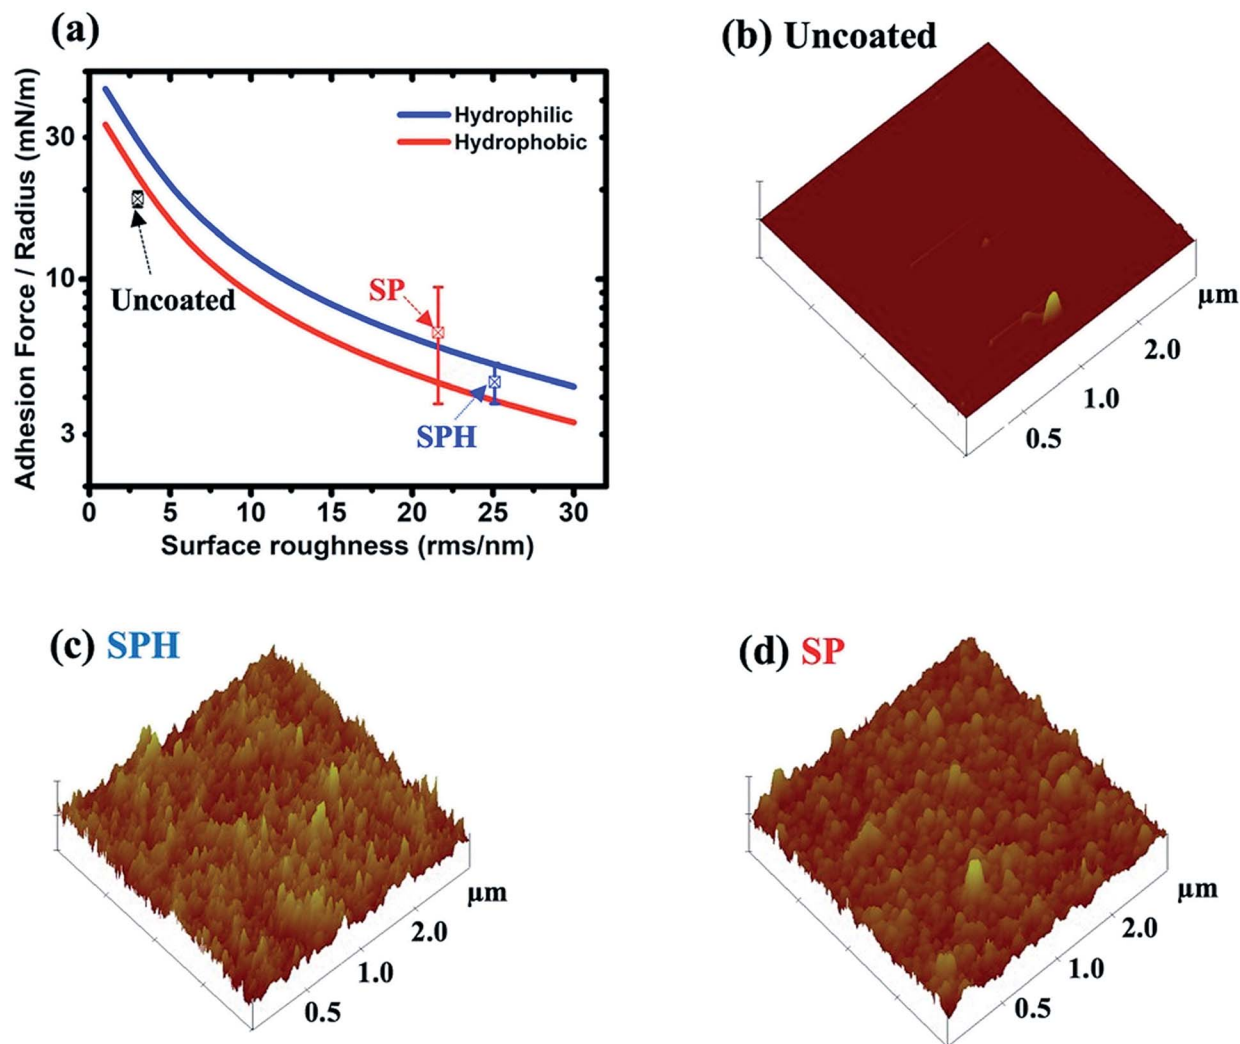 (a)
Adhesion Force / Radius (mN/m)
30
10
3
Hydrophilic
Hydrophobic
Uncoated
SP
SPH
0 5 10 15 20 25 30
Surface roughness (rms/nm)
(b) Uncoated
µm
2.0
1.0
0.5
(c) SPH
µm
2.0
1.0
0.5
(d) SP
µm
2.0
1.0
0.5